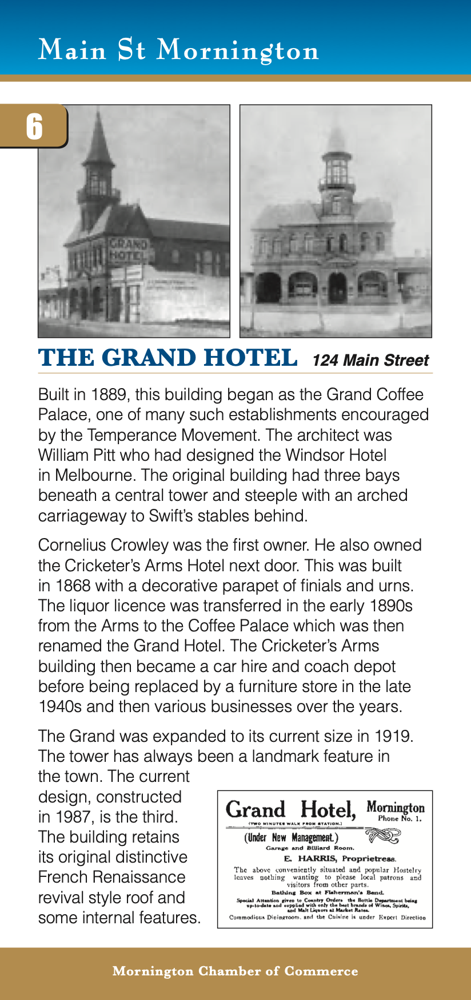 Main St Mornington
6
GRAND
HOTEL
THE GRAND HOTEL 124 Main Street
Built in 1889, this building began as the Grand Coffee
Palace, one of many such establishments encouraged
by the Temperance Movement. The architect was
William Pitt who had designed the Windsor Hotel
in Melbourne. The original building had three bays
beneath a central tower and steeple with an arched
carriageway to Swift’s stables behind.
Cornelius Crowley was the first owner. He also owned
the Cricketer’s Arms Hotel next door. This was built
in 1868 with a decorative parapet of finials and urns.
The liquor licence was transferred in the early 1890s
from the Arms to the Coffee Palace which was then
renamed the Grand Hotel. The Cricketer’s Arms
building then became a car hire and coach depot
before being replaced by a furniture store in the late
1940s and then various businesses over the years.
The Grand was expanded to its current size in 1919.
The tower has always been a landmark feature in
the town. The current
design, constructed
in 1987, is the third.
The building retains
its original distinctive
French Renaissance
revival style roof and
some internal features.
Grand Hotel, Mornington
Phone No. 1.
(TWO MINUTES WALK FROM STATION.)
(Under New Management.)
Garage and Billiard Room.
E. HARRIS, Proprietress.
The above conveniently situated and popular Hostelry
leaves nothing wanting to please local patrons and
visitors from other parts.
Bathing Box at Fisherman's Bend.
Special Attention given to Country Orders the Bottle Department being
up-to-date and supplied with only the best brands of Wines, Spirits,
and Malt Liquors at Market Rates.
Commodious Diningroom, and the Cuisine is under Expert Direction
Mornington Chamber of Commerce